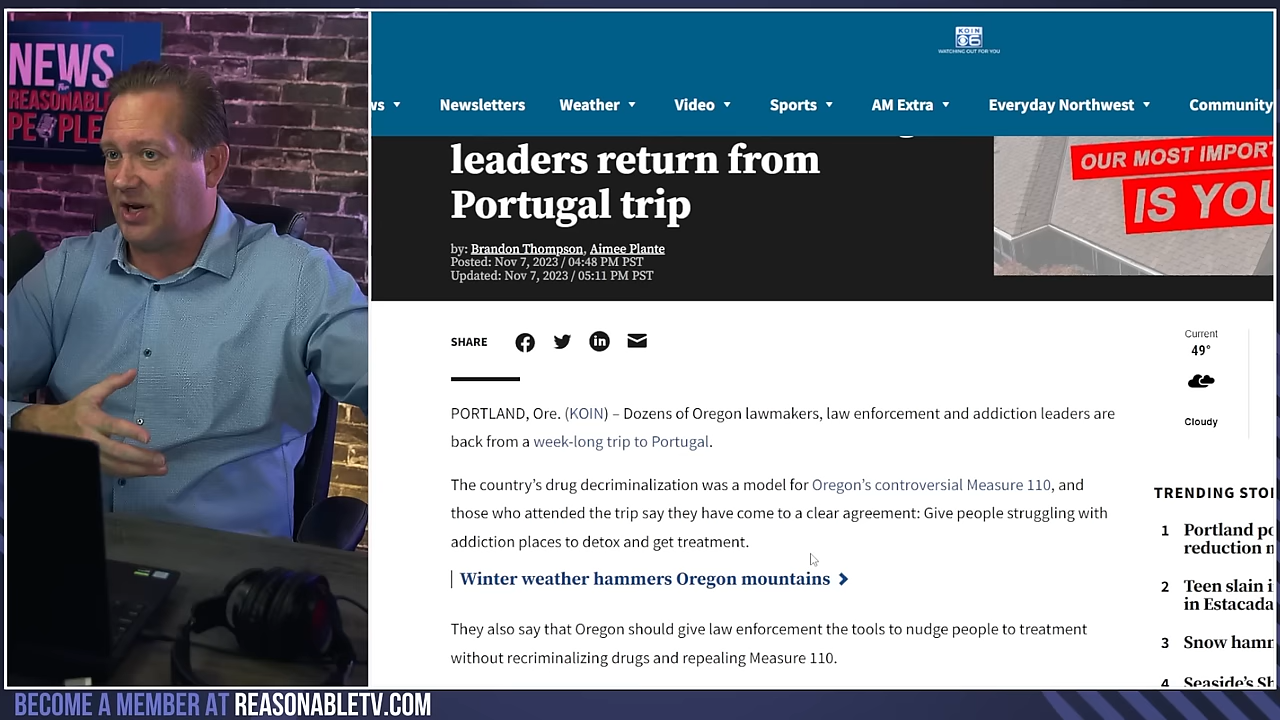 NEWS
For
REASONABLE
PEOPLE
KOIN
6
WATCHING OUT FOR YOU
ws
Newsletters
Weather
Video
Sports
AM Extra
Everyday Northwest
Community
leaders return from
Portugal trip
OUR MOST IMPORT
IS YOU
by: Brandon Thompson, Aimee Plante
Posted: Nov 7, 2023 / 04:48 PM PST
Updated: Nov 7, 2023 / 05:11 PM PST
SHARE
Current
49°
Cloudy
PORTLAND, Ore. (KOIN) – Dozens of Oregon lawmakers, law enforcement and addiction leaders are
back from a week-long trip to Portugal.
The country’s drug decriminalization was a model for Oregon’s controversial Measure 110, and
those who attended the trip say they have come to a clear agreement: Give people struggling with
addiction places to detox and get treatment.
Winter weather hammers Oregon mountains
They also say that Oregon should give law enforcement the tools to nudge people to treatment
without recriminalizing drugs and repealing Measure 110.
TRENDING STO
1 Portland po
reduction
2 Teen slain i
in Estacada
3 Snow ham
4 Seaside's Sh
BECOME A MEMBER AT REASONABLETV.COM